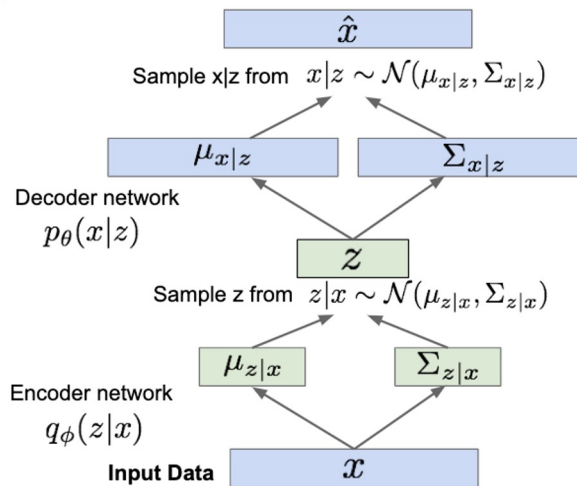 x̂
Sample x|z from x|z ∼ 𝒩(μ_{x|z}, Σ_{x|z})
μ_{x|z} Σ_{x|z}
Decoder network
p_θ(x|z)
z
Sample z from z|x ∼ 𝒩(μ_{z|x}, Σ_{z|x})
μ_{z|x} Σ_{z|x}
Encoder network
q_ϕ(z|x)
Input Data x